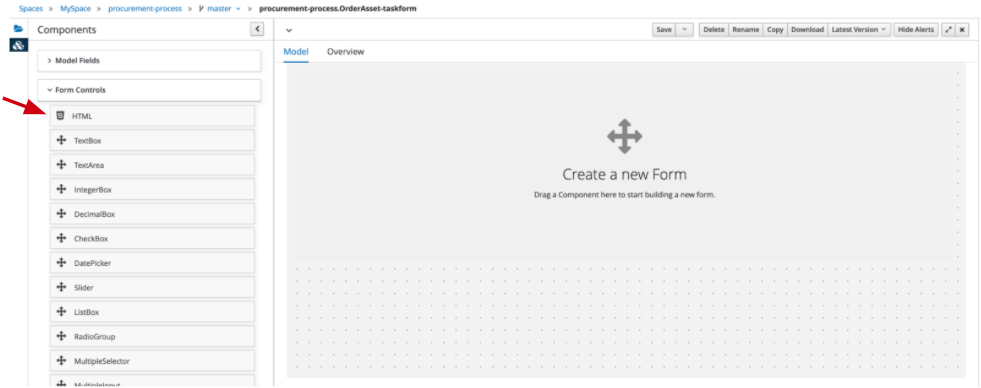 Spaces » MySpace » procurement-process » master » procurement-process.OrderAsset-taskform
Components
Save Delete Rename Copy Download Latest Version Hide Alerts
Model Overview
Model Fields
Form Controls
HTML
TextBox
TextArea
IntegerBox
DecimalBox
CheckBox
DatePicker
Slider
ListBox
RadioGroup
MultipleSelector
MultipleInput
Create a new Form
Drag a Component here to start building a new form.